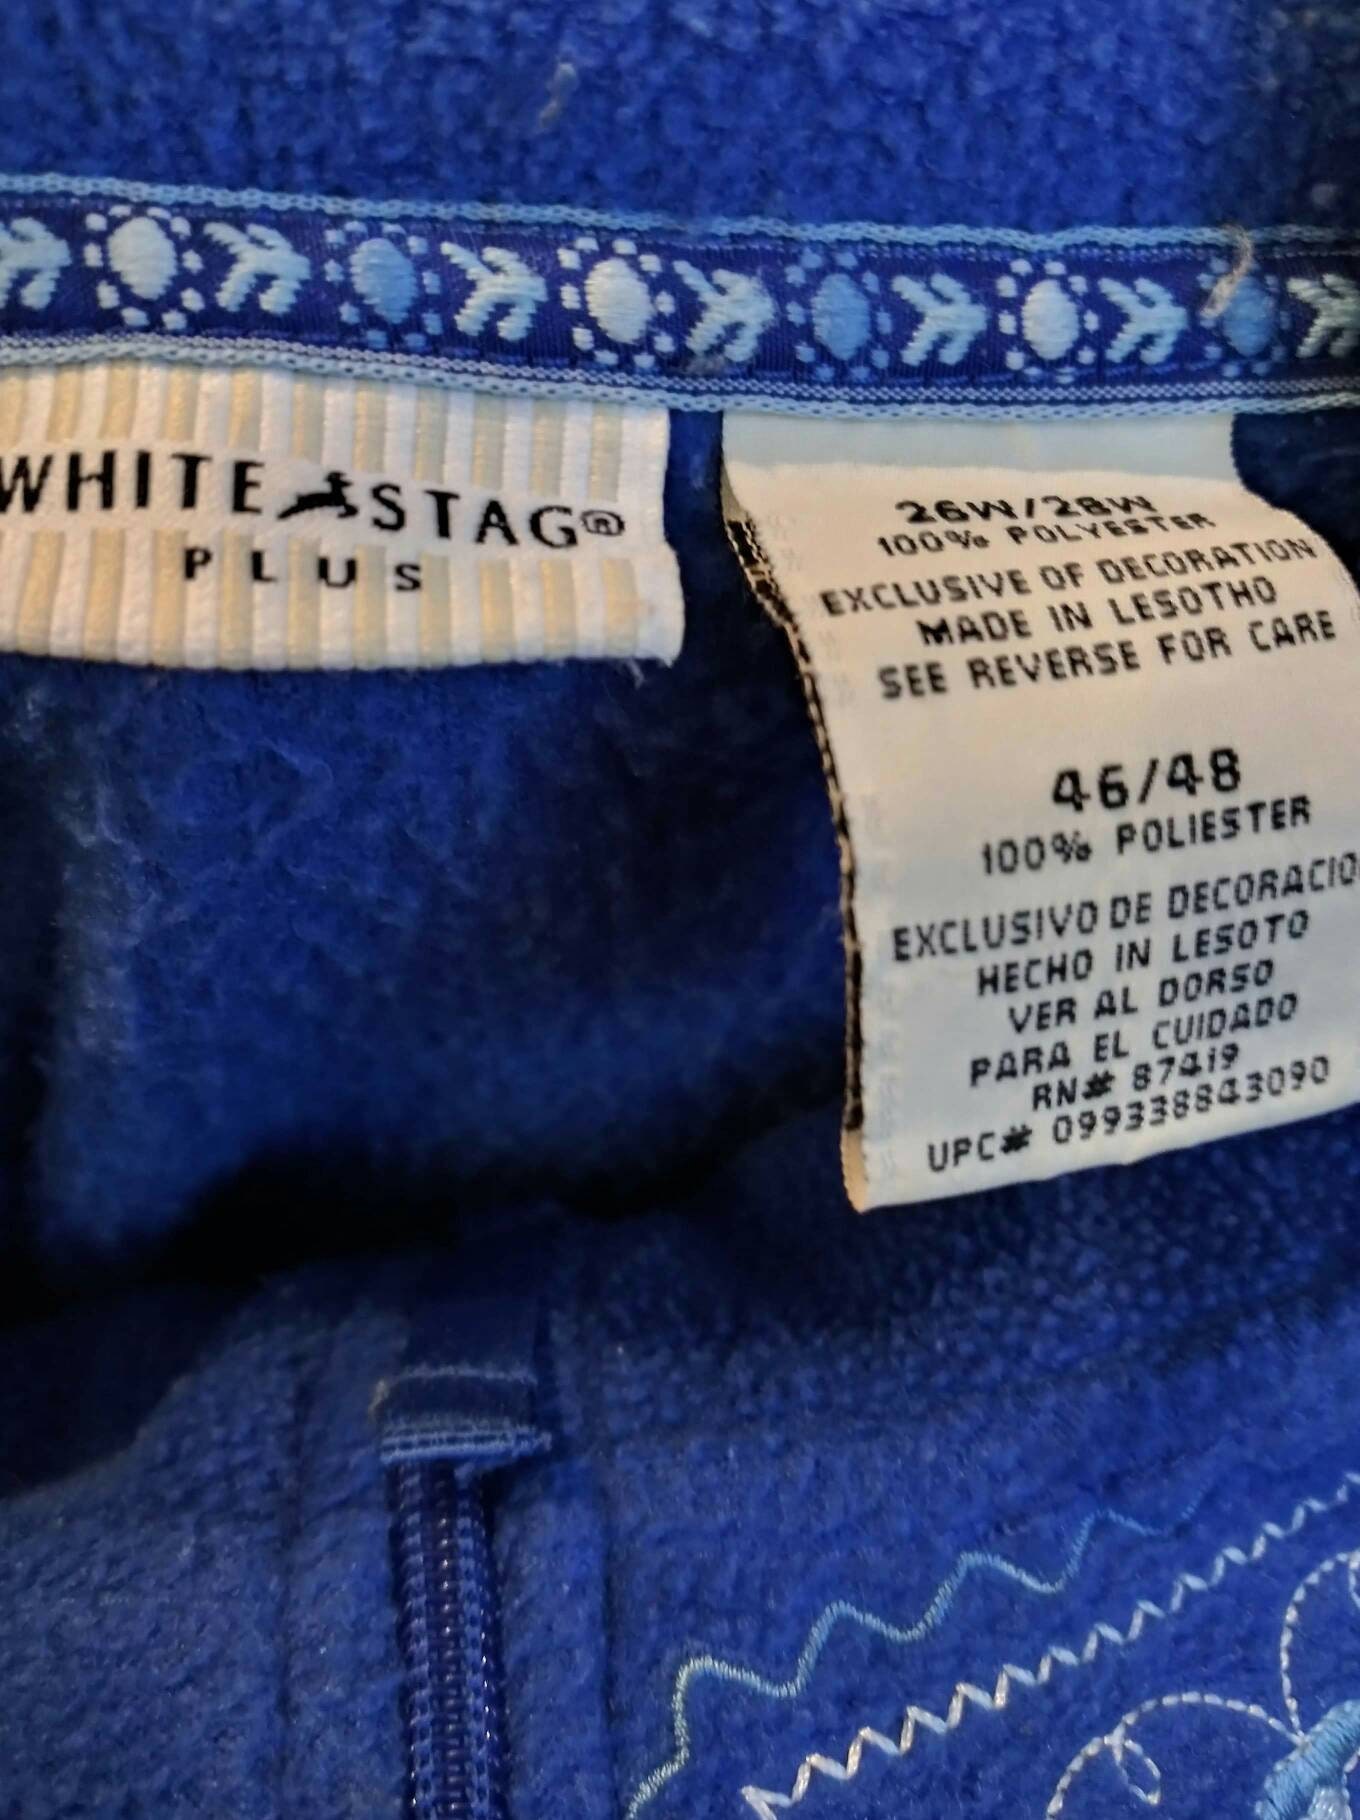 WHITE STAG®
PLUS
26W/28W
100% POLYESTER
EXCLUSIVE OF DECORATION
MADE IN LESOTHO
SEE REVERSE FOR CARE
46/48
100% POLIESTER
EXCLUSIVO DE DECORACIO
HECHO IN LESOTO
VER AL DORSO
PARA EL CUIDADO
RN# 87419
UPC# 099338843090